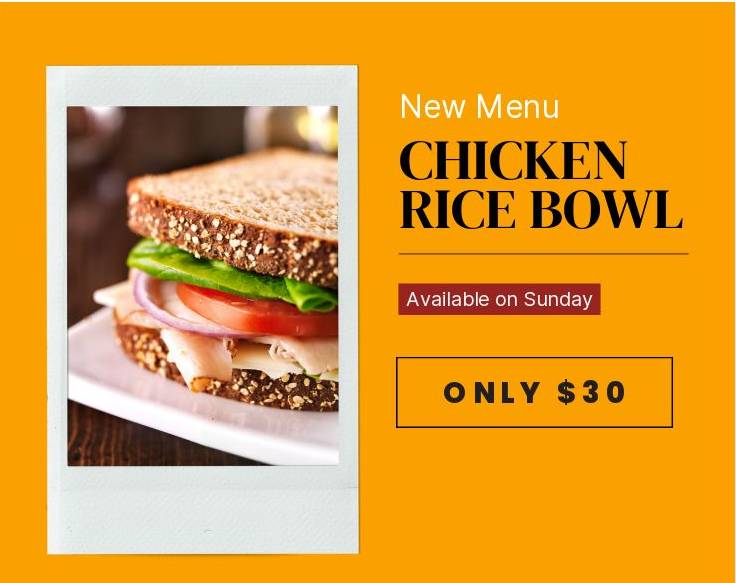 New Menu
CHICKEN
RICE BOWL
Available on Sunday
ONLY $30